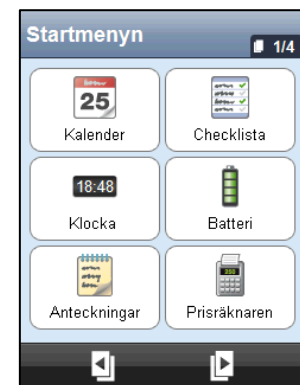 Startmenyn
1/4
25
Kalender
Checklista
18:48
Klocka
Batteri
Anteckningar
Prisräknaren